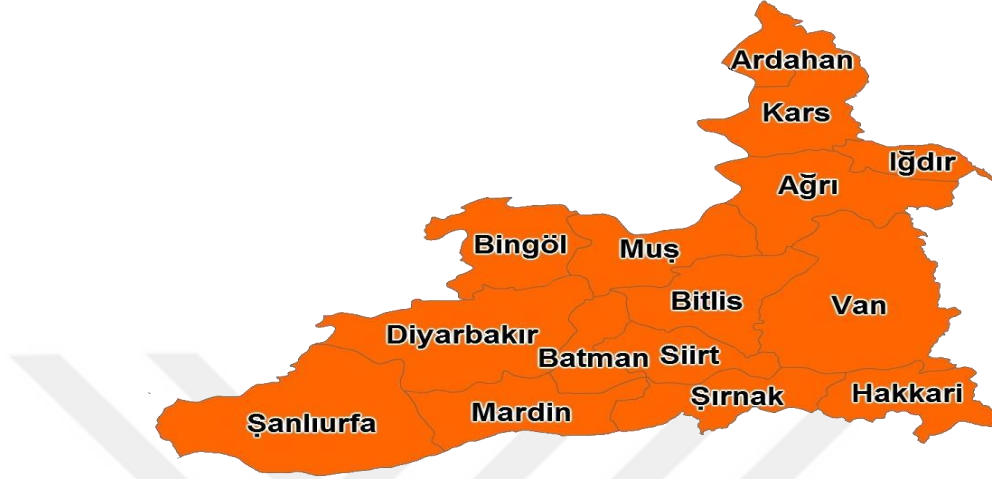 Ardahan
Kars
Iğdır
Ağrı
Bingöl
Muş
Bitlis
Van
Diyarbakır
Batman
Siirt
Şanlıurfa
Mardin
Şırnak
Hakkari